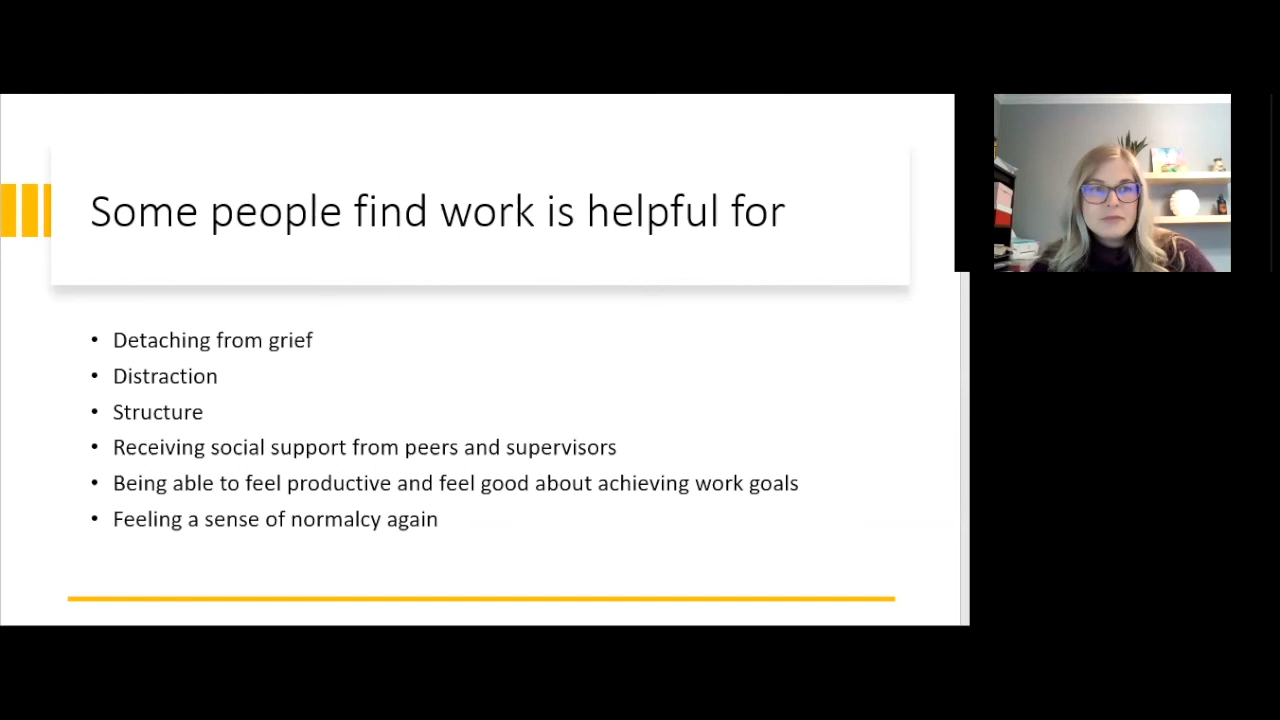 Some people find work is helpful for
• Detaching from grief
• Distraction
• Structure
• Receiving social support from peers and supervisors
• Being able to feel productive and feel good about achieving work goals
• Feeling a sense of normalcy again